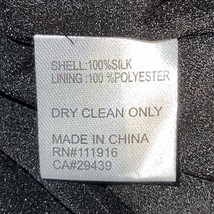 SHELL:100%SILK
LINING:100%POLYESTER
DRY CLEAN ONLY
MADE IN CHINA
RN#111916
CA#29439